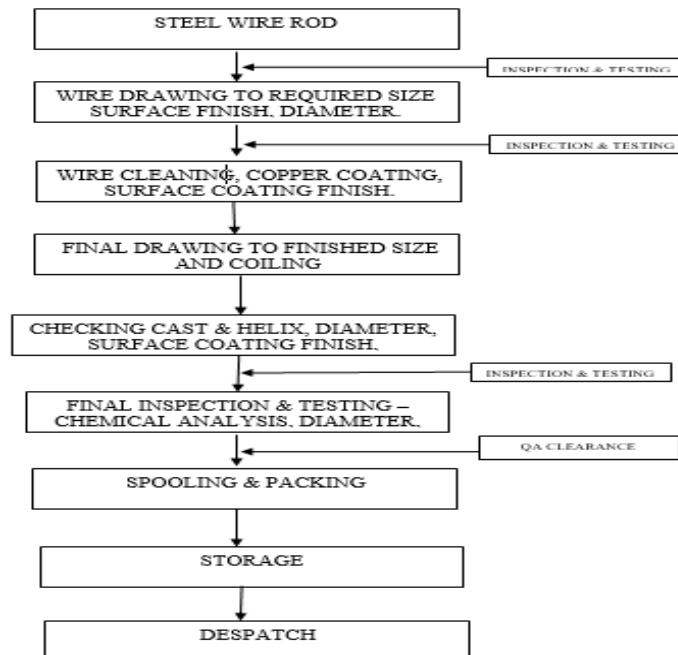 STEEL WIRE ROD
INSPECTION & TESTING
WIRE DRAWING TO REQUIRED SIZE
SURFACE FINISH, DIAMETER.
INSPECTION & TESTING
WIRE CLEANING, COPPER COATING,
SURFACE COATING FINISH.
FINAL DRAWING TO FINISHED SIZE
AND COILING
CHECKING CAST & HELIX, DIAMETER,
SURFACE COATING FINISH.
INSPECTION & TESTING
FINAL INSPECTION & TESTING –
CHEMICAL ANALYSIS, DIAMETER,
QA CLEARANCE
SPOOLING & PACKING
STORAGE
DESPATCH